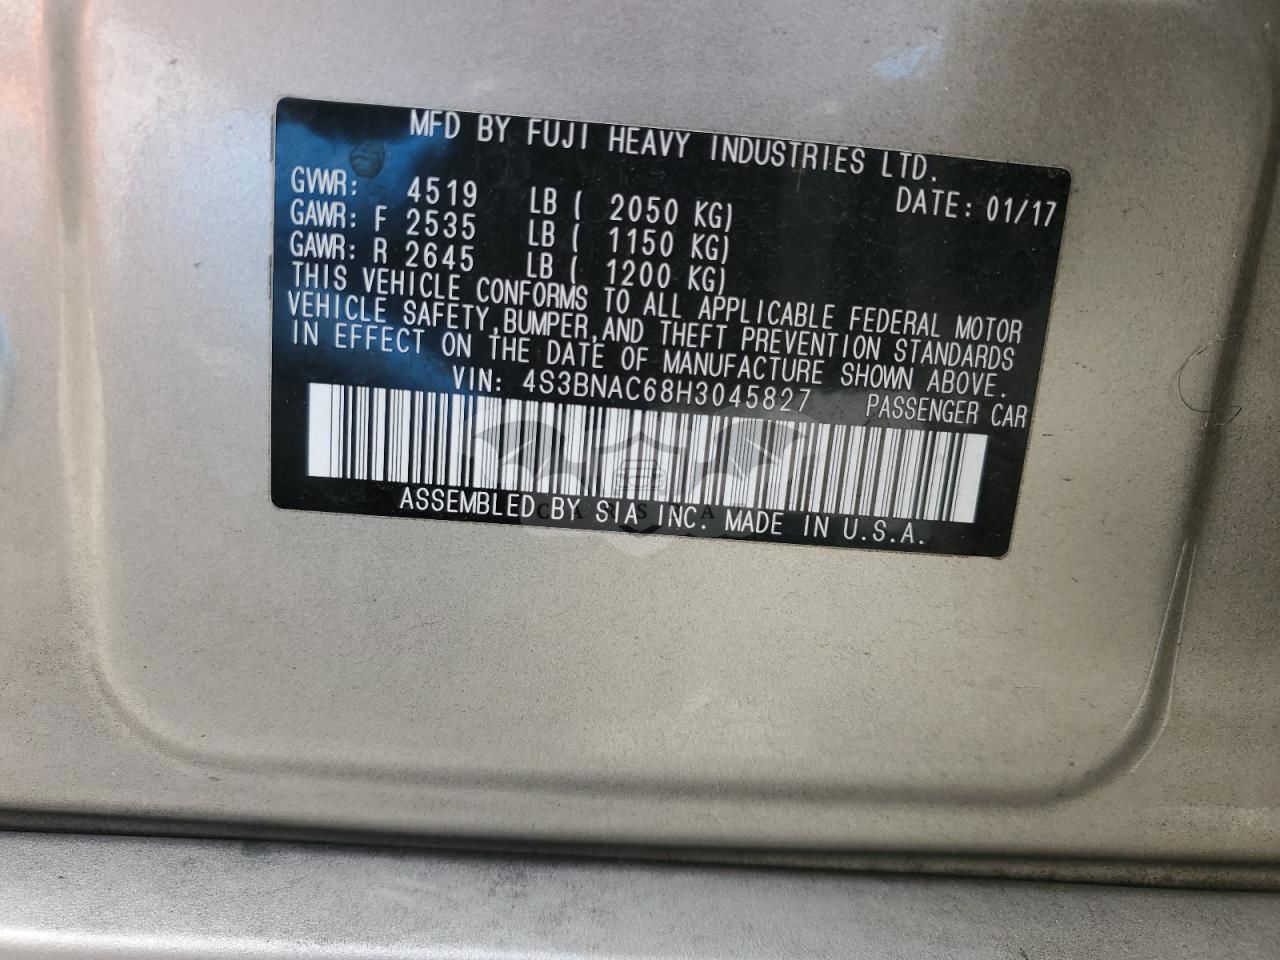 MFD BY FUJI HEAVY INDUSTRIES LTD.
GVWR: 4519 LB ( 2050 KG) DATE: 01/17
GAWR: F 2535 LB ( 1150 KG)
GAWR: R 2645 LB ( 1200 KG)
THIS VEHICLE CONFORMS TO ALL APPLICABLE FEDERAL MOTOR
VEHICLE SAFETY,BUMPER,AND THEFT PREVENTION STANDARDS
IN EFFECT ON THE DATE OF MANUFACTURE SHOWN ABOVE.
VIN: 4S3BNAC68H3045827 PASSENGER CAR
ASSEMBLED BY SIA INC. MADE IN U.S.A.